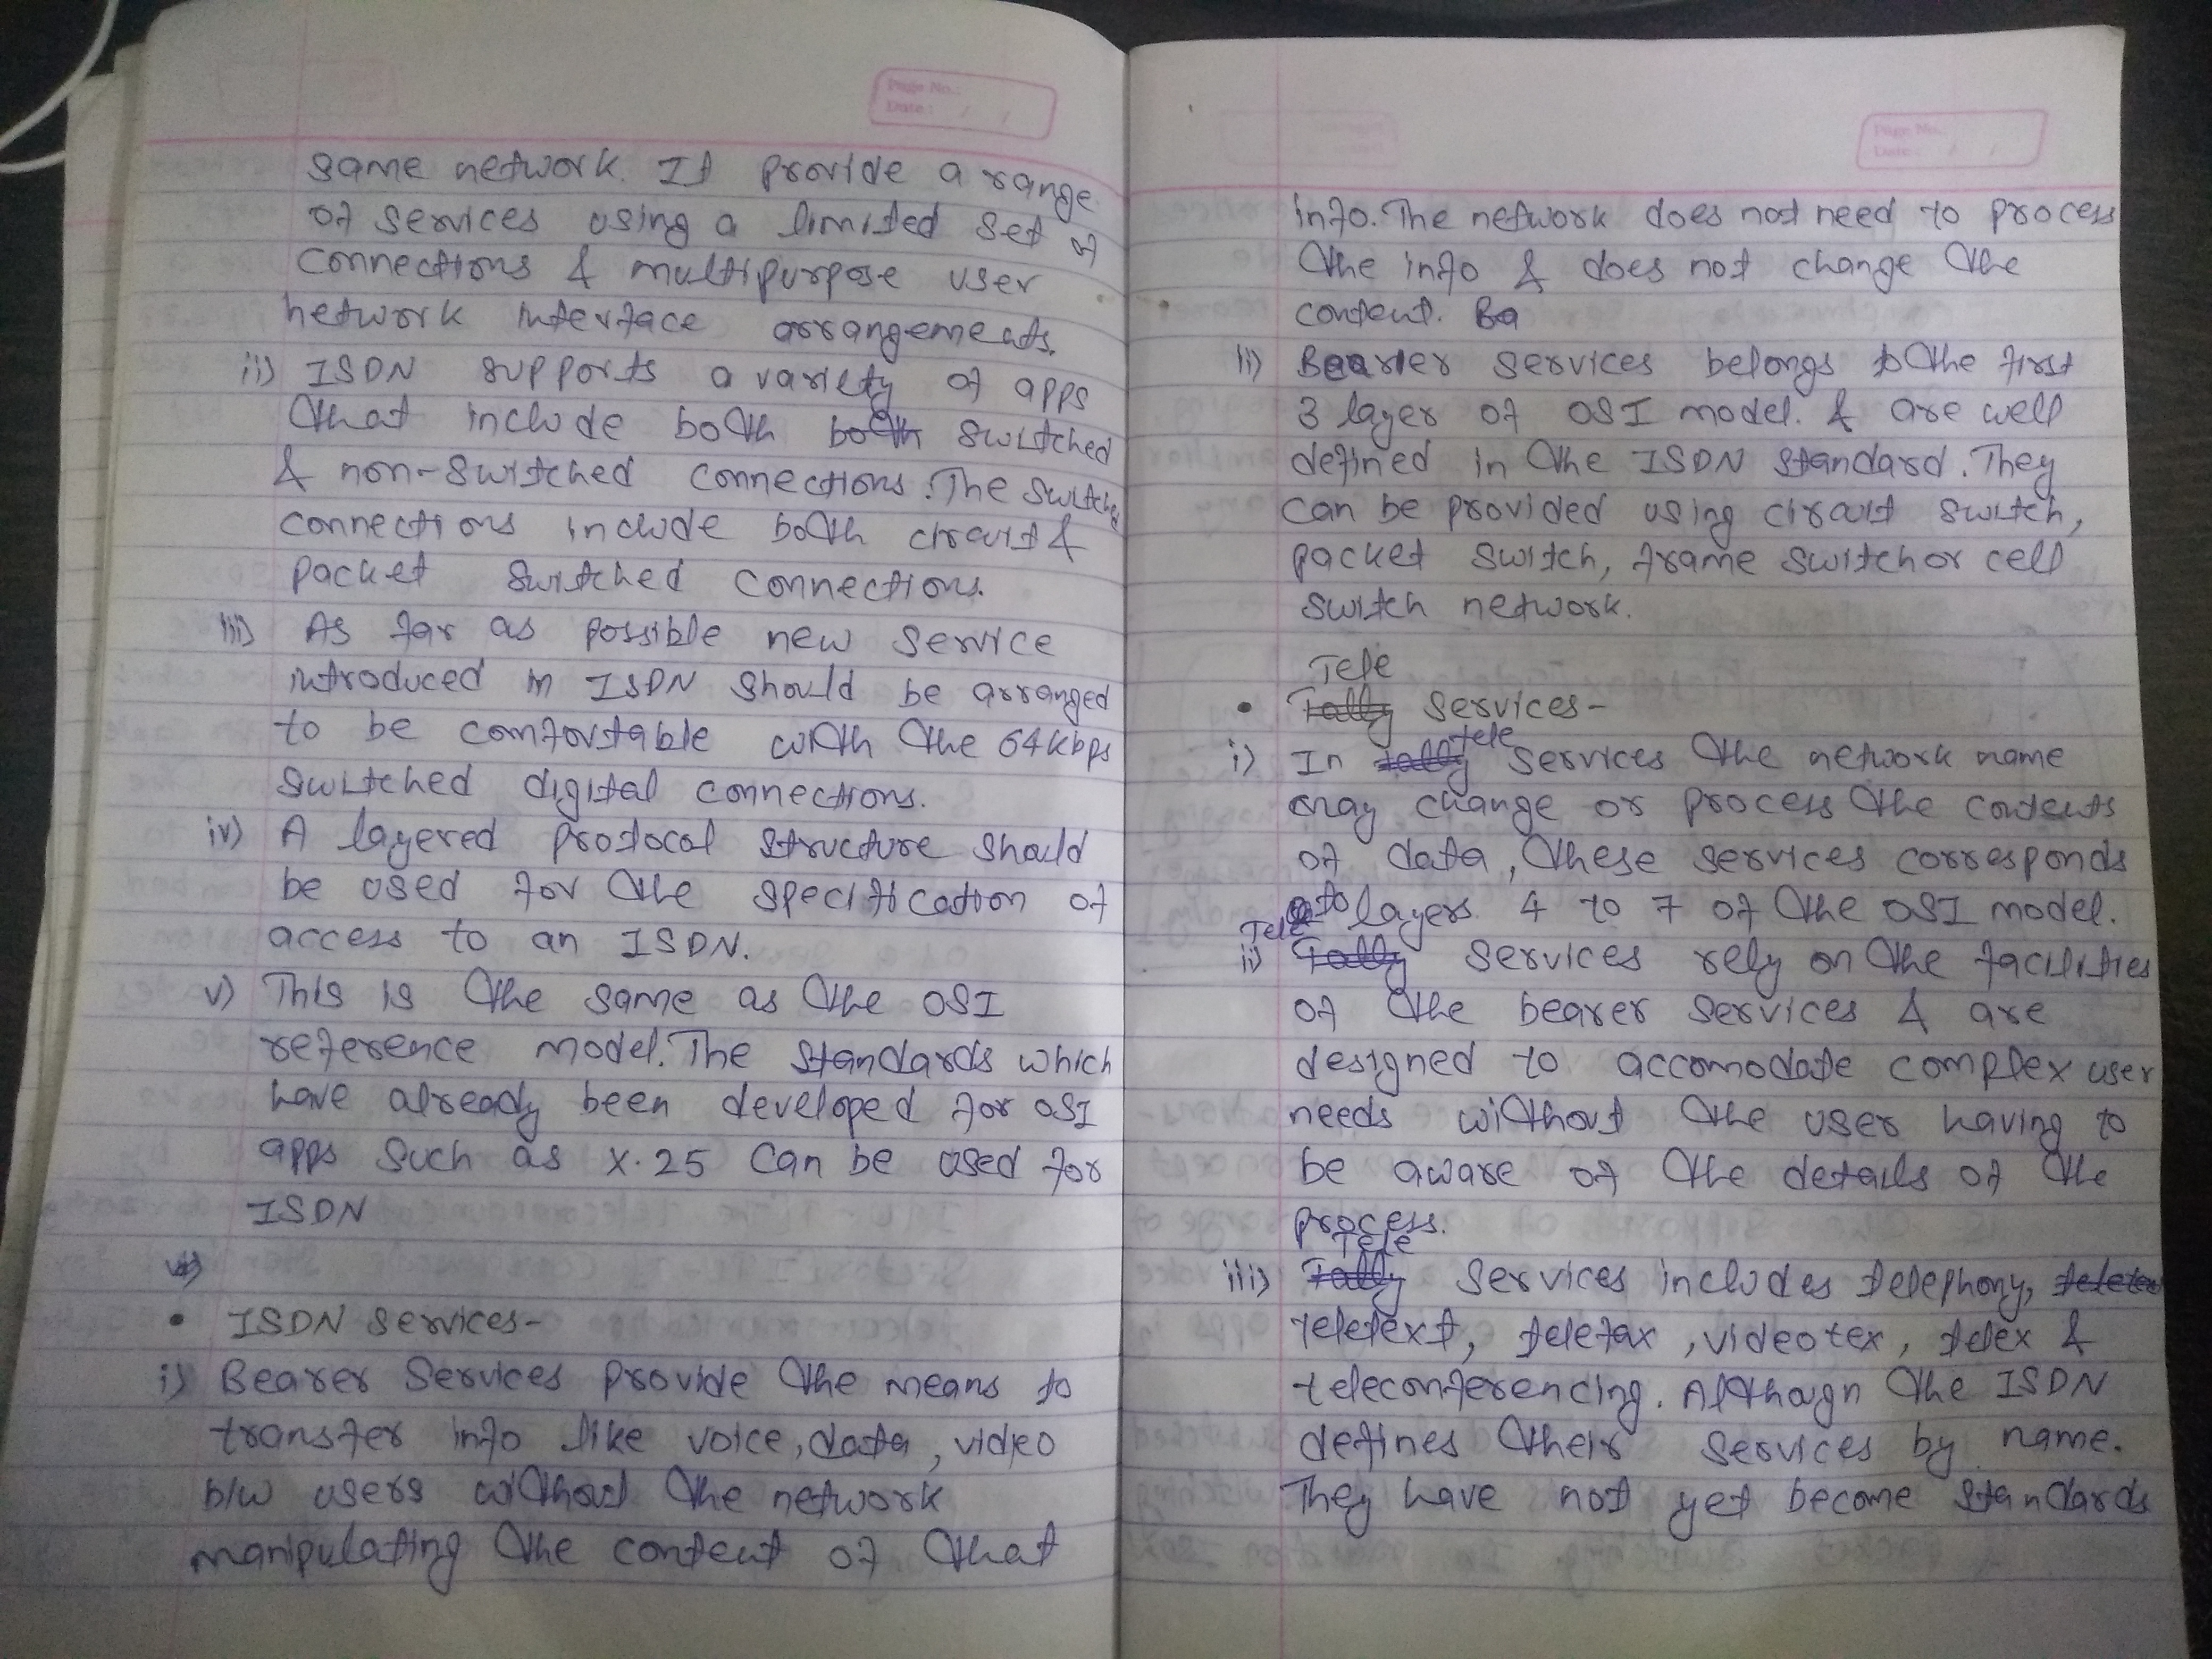 Page No.:
Date:
same network. It provide a range
of services using a limited set of
connections & multipurpose user
network interface arrangements.
ii) ISDN supports a variety of apps
that include both both switched
& non-switched connections. The switched
connections include both circuit &
packet switched connections.
iii) As far as possible new service
introduced in ISDN should be arranged
to be comfortable with the 64kbps
switched digital connections.
iv) A layered protocol structure should
be used for the specification of
access to an ISDN.
v) This is the same as the OSI
reference model. The standards which
have already been developed for OSI
apps such as X.25 can be used for
ISDN
vi)
• ISDN Services-
i) Bearer Services provide the means to
transfer info like voice, data, video
b/w users without the network
manipulating the content of that
Page No.:
Date:
info. The network does not need to process
the info & does not change the
content. Ba
ii) Bearer services belongs to the first
3 layer of OSI model. & are well
defined in the ISDN standard. They
can be provided using circuit switch,
packet switch, frame switch or cell
switch network.
• Tele services-
i) In tele services the network name
may change or process the contents
of data, these services corresponds
to layers 4 to 7 of the OSI model.
ii) Tele services rely on the facilities
of the bearer services & are
designed to accomodate complex user
needs without the user having to
be aware of the details of the
process.
iii) Tele services includes telephony,
teletext, telefax, videotex, telex &
teleconferencing. Althougn the ISDN
defines their services by name.
They have not yet become standards